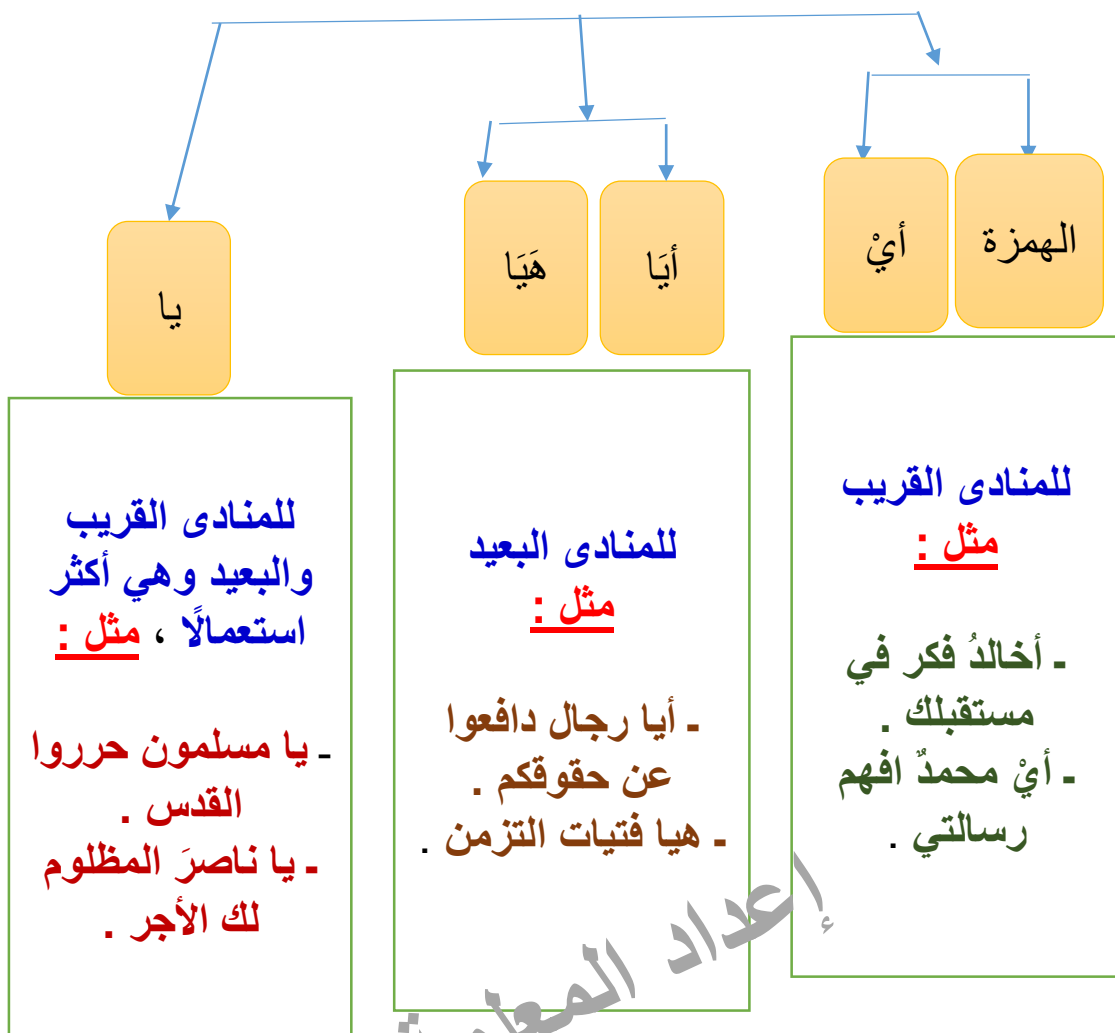 الهمزة
أيْ
أيَا
هَيَا
يا
للمنادى القريب
مثل :
ـ أخالدُ فكر في
مستقبلك .
ـ أيْ محمدٌ افهم
رسالتي .
للمنادى البعيد
مثل :
ـ أيا رجال دافعوا
عن حقوقكم .
ـ هيا فتيات التزمن .
للمنادى القريب
والبعيد وهي أكثر
استعمالًا ، مثل :
ـ يا مسلمون حرروا
القدس .
ـ يا ناصرَ المظلوم
لك الأجر .
إعداد